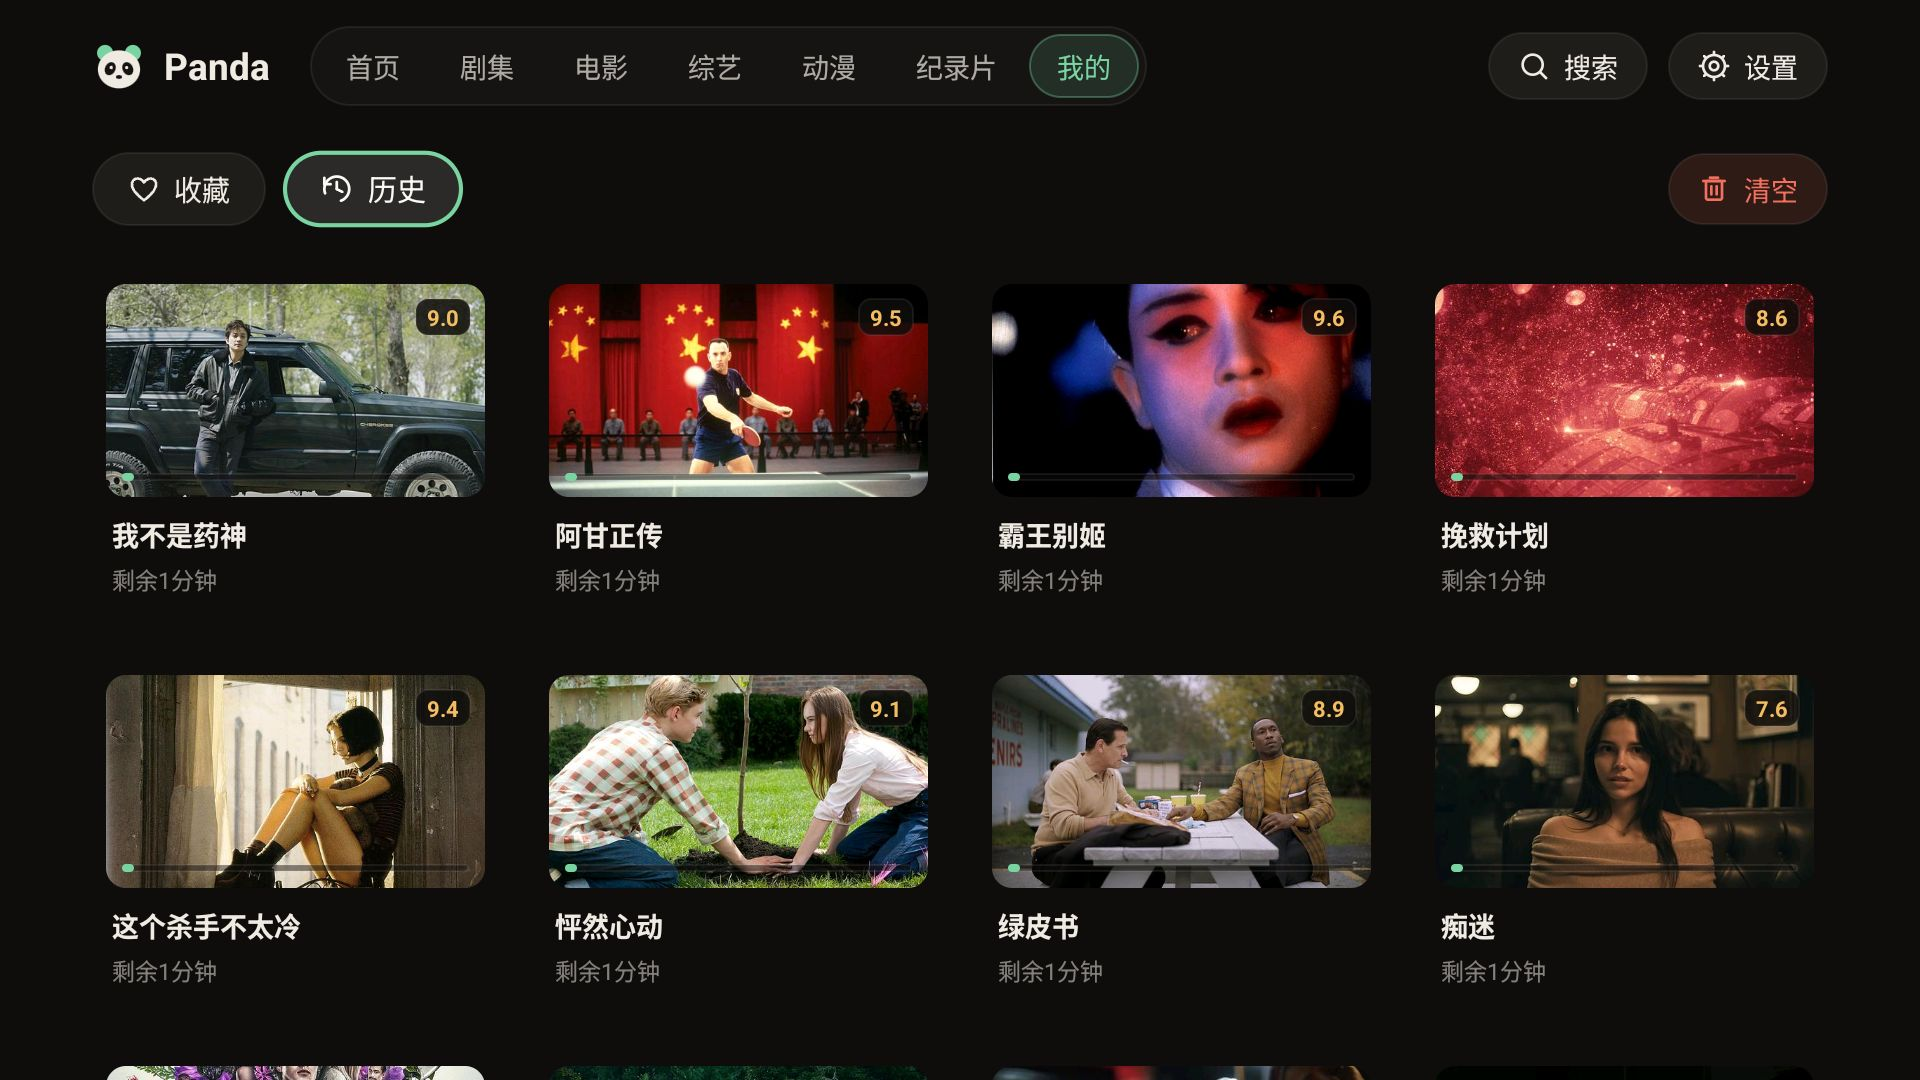 Panda
首页
剧集
电影
综艺
动漫
纪录片
我的
搜索
设置
收藏
历史
清空
9.0
9.5
9.6
8.6
CHEROKEE
我不是药神
阿甘正传
霸王别姬
挽救计划
剩余1分钟
剩余1分钟
剩余1分钟
剩余1分钟
9.4
9.1
8.9
7.6
PRALINES
ENIRS
这个杀手不太冷
怦然心动
绿皮书
痴迷
剩余1分钟
剩余1分钟
剩余1分钟
剩余1分钟